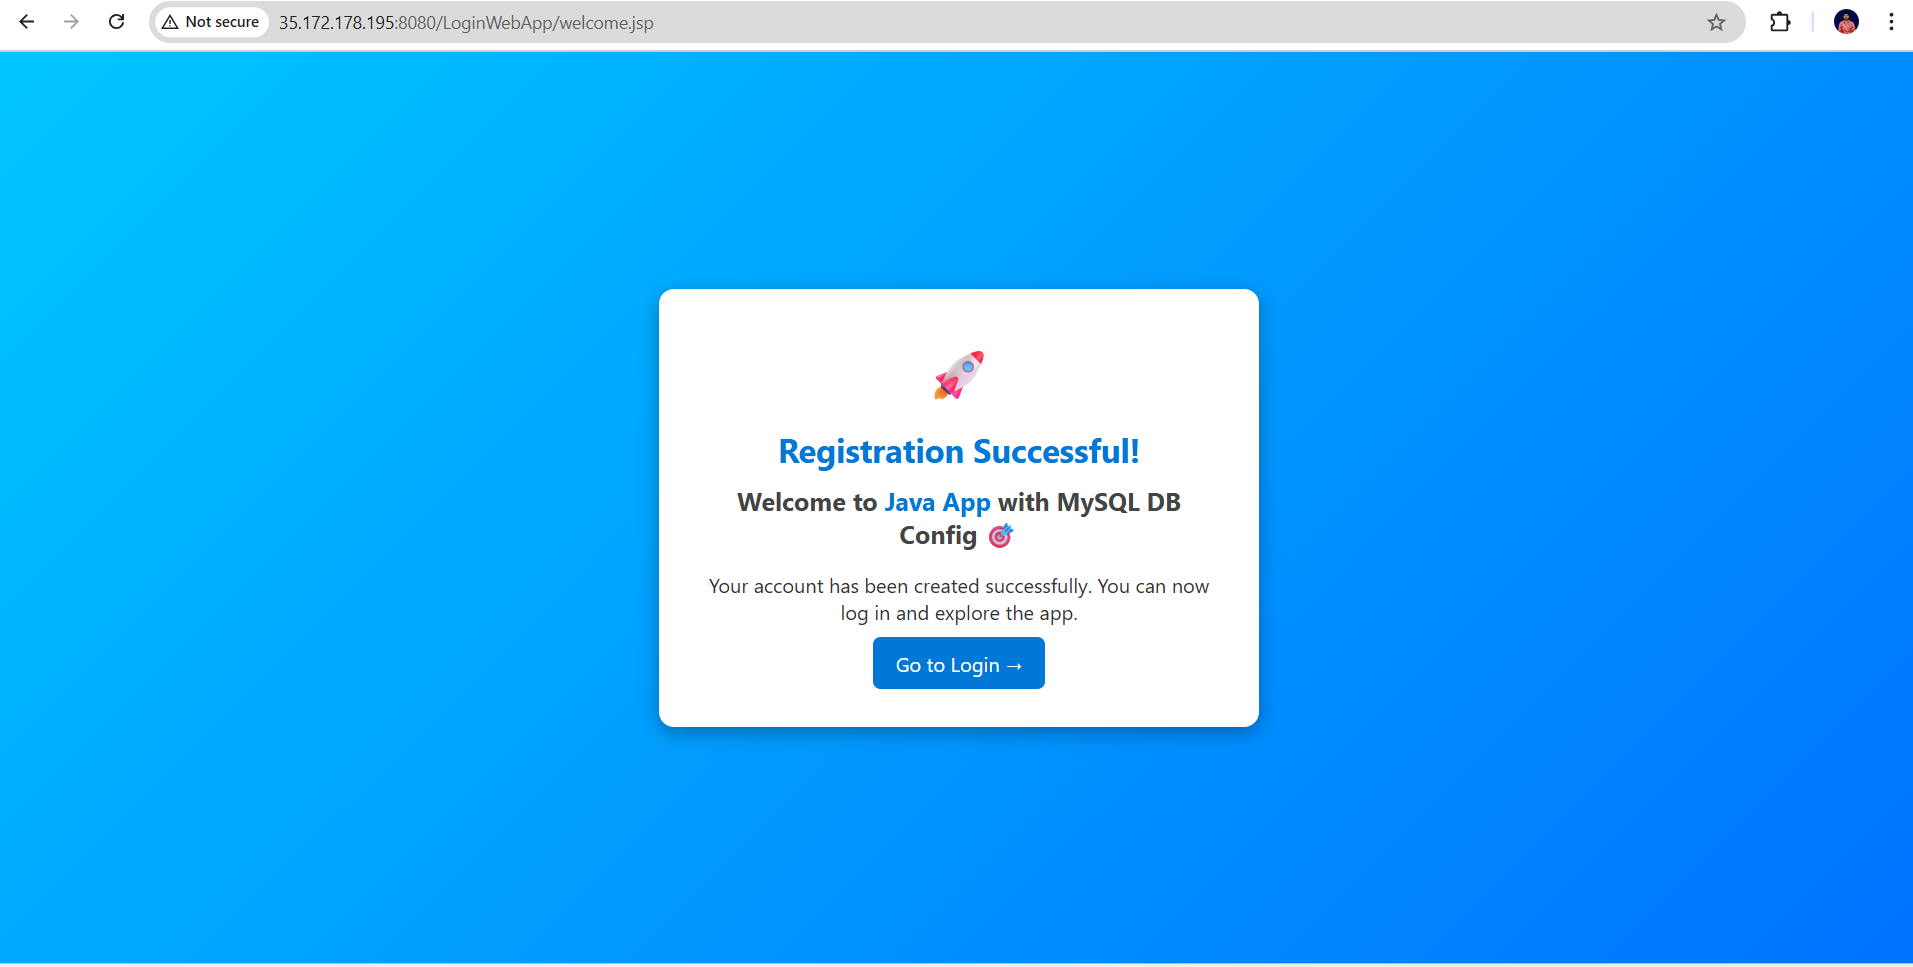 Not secure 35.172.178.195:8080/LoginWebApp/welcome.jsp
🚀
Registration Successful!
Welcome to Java App with MySQL DB
Config 🎯
Your account has been created successfully. You can now
log in and explore the app.
Go to Login →